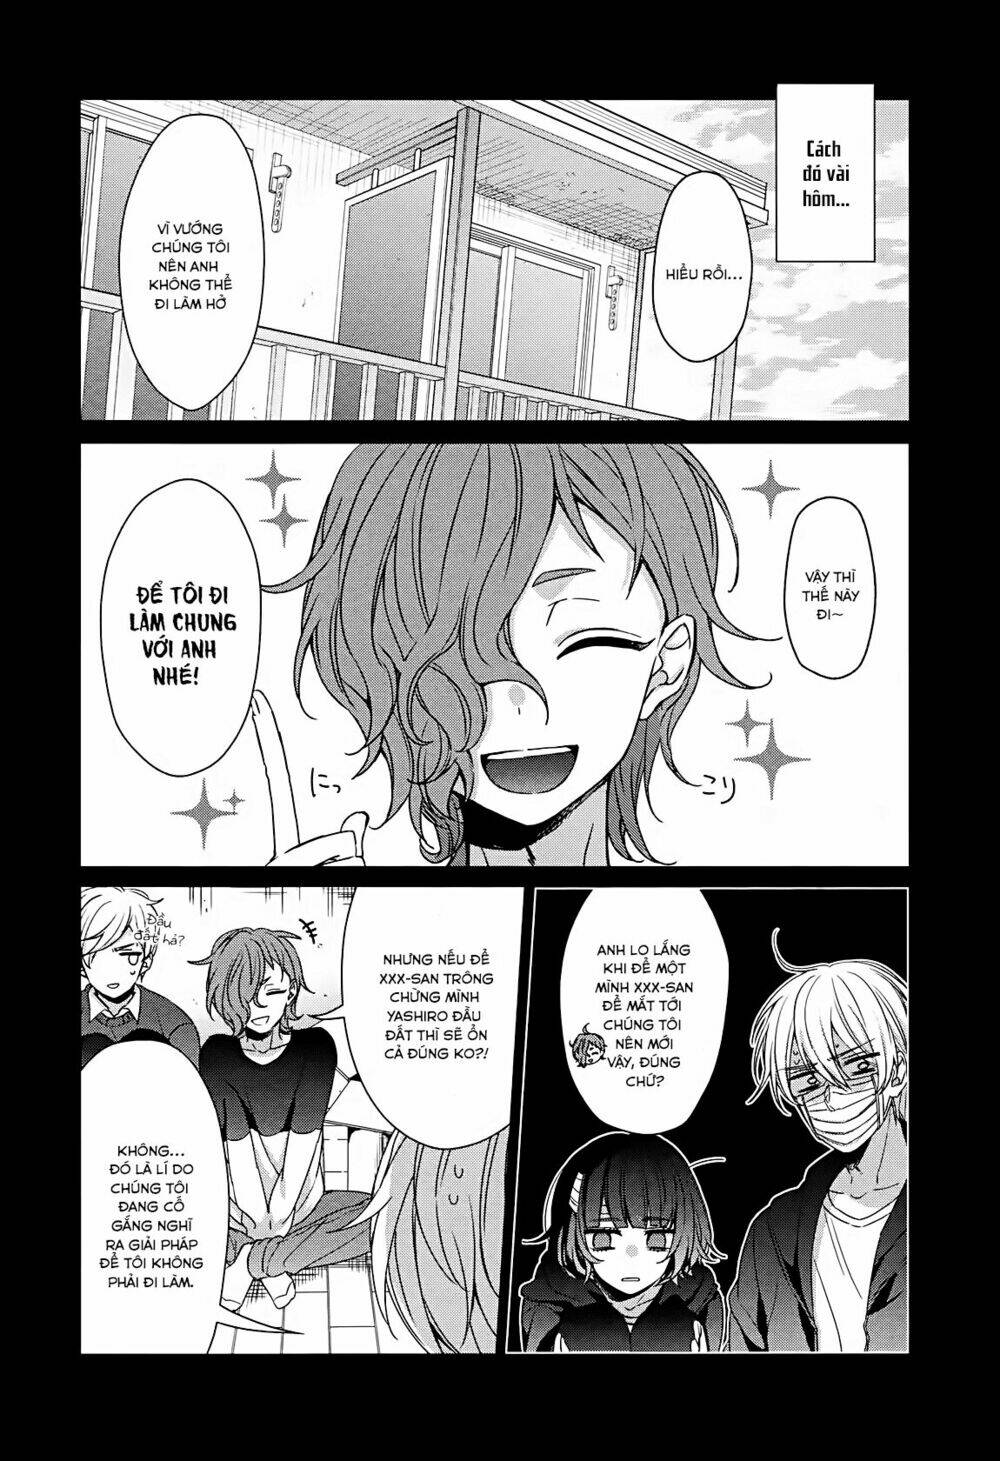 Cách
đó vài
hôm...
HIỂU RỒI...
VÌ VƯỚNG
CHÚNG TÔI
NÊN ANH
KHÔNG THỂ
ĐI LÀM HỞ
VẬY THÌ
THẾ NÀY
ĐI~
ĐỂ TÔI ĐI
LÀM CHUNG
VỚI ANH
NHÉ!
こり
にっ
ANH LO LẮNG
KHI ĐỂ MỘT
MÌNH XXX-SAN
ĐỂ MẮT TỚI
CHÚNG TÔI
NÊN MỚI
VẬY, ĐÚNG
CHỨ?
NHƯNG NẾU ĐỂ
XXX-SAN TRÔNG
CHỪNG MÌNH
YASHIRO ĐẦU
ĐẤT THÌ SẼ ỔN
CẢ ĐÚNG KO?!
Đầu
đất hả?
KHÔNG...
ĐÓ LÀ LÍ DO
CHÚNG TÔI
ĐANG CỐ
GẮNG NGHĨ
RA GIẢI PHÁP
ĐỂ TÔI KHÔNG
PHẢI ĐI LÀM.